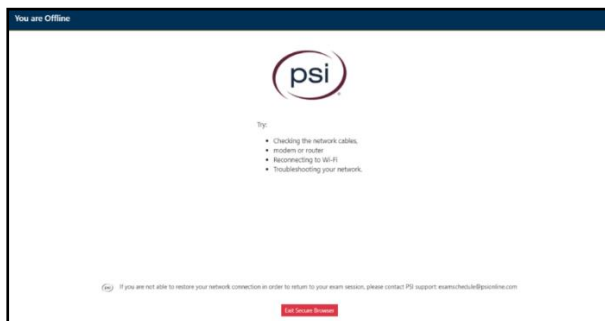 You are Offline
psi
Try:
Checking the network cables,
modem or router
Reconnecting to Wi-Fi
Troubleshooting your network.
psi If you are not able to restore your network connection in order to return to your exam session, please contact PSI support: examschedule@psionline.com
Exit Secure Browser